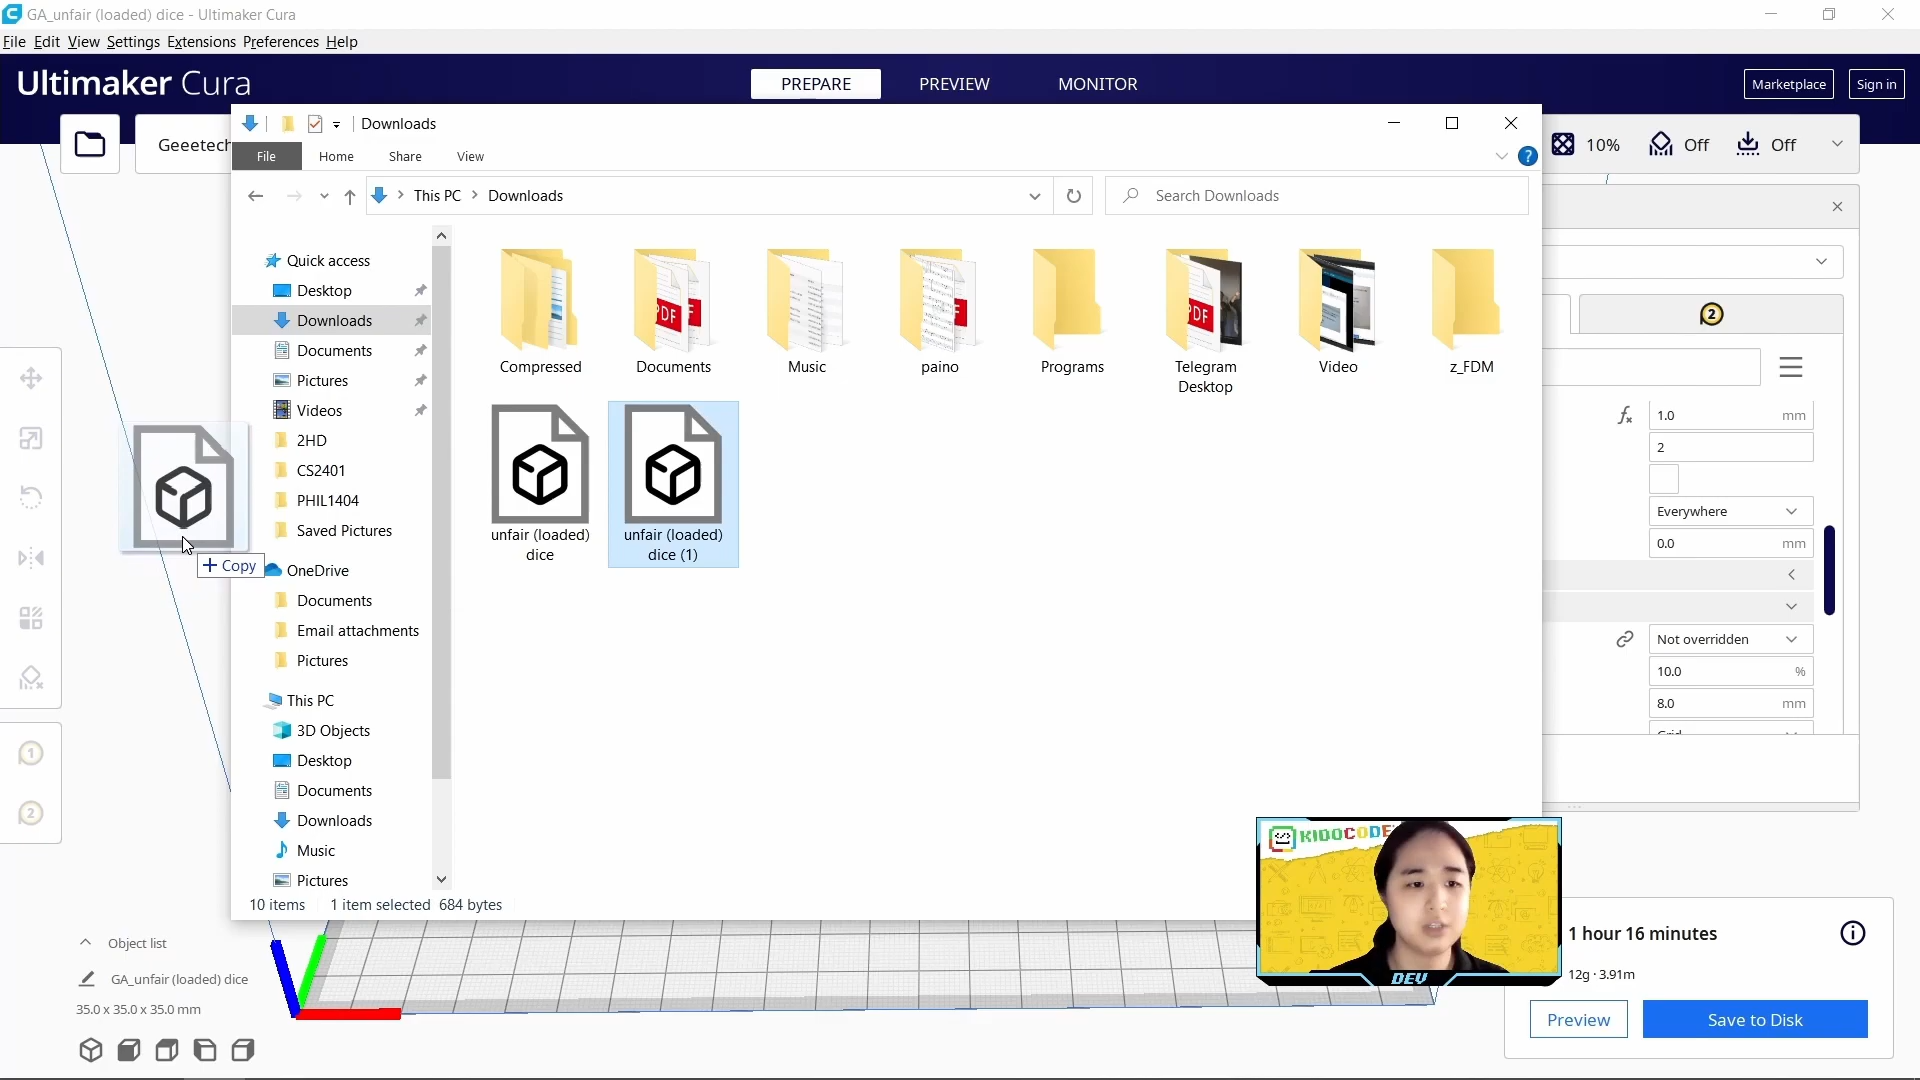 GA_unfair (loaded) dice - Ultimaker Cura
File Edit View Settings Extensions Preferences Help
Ultimaker Cura
PREPARE PREVIEW MONITOR
Marketplace Sign in
Geeetech
10% Off Off
Downloads
File Home Share View
This PC Downloads
Search Downloads
Quick access
Desktop
Downloads
Documents
Pictures
Videos
2HD
CS2401
PHIL1404
Saved Pictures
OneDrive
Documents
Email attachments
Pictures
This PC
3D Objects
Desktop
Documents
Downloads
Music
Pictures
Compressed
Documents
Music
paino
Programs
Telegram
Desktop
Video
z_FDM
unfair (loaded)
dice
unfair (loaded)
dice (1)
+ Copy
10 items 1 item selected 684 bytes
2
1.0 mm
2
Everywhere
0.0 mm
Not overridden
10.0 %
8.0 mm
Grid
1
2
Object list
GA_unfair (loaded) dice
35.0 x 35.0 x 35.0 mm
KIDOCODE
DEV
1 hour 16 minutes
12g · 3.91m
Preview Save to Disk